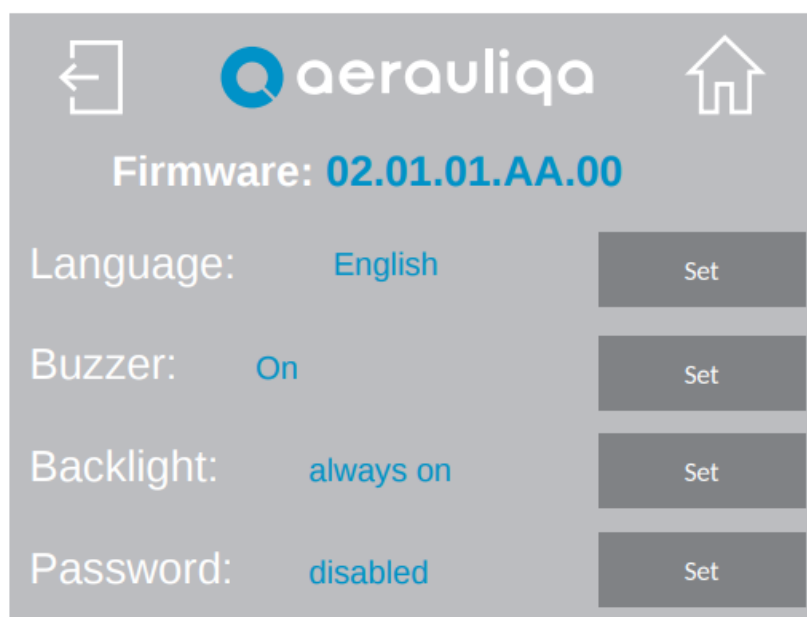 aerauliqa
Firmware: 02.01.01.AA.00
Language: English Set
Buzzer: On Set
Backlight: always on Set
Password: disabled Set